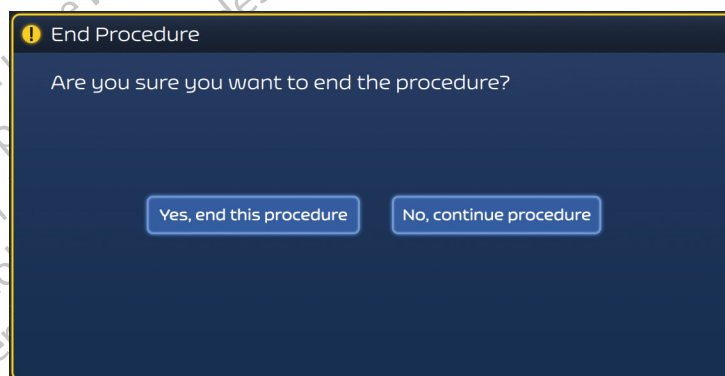 End Procedure
Are you sure you want to end the procedure?
Yes, end this procedure
No, continue procedure